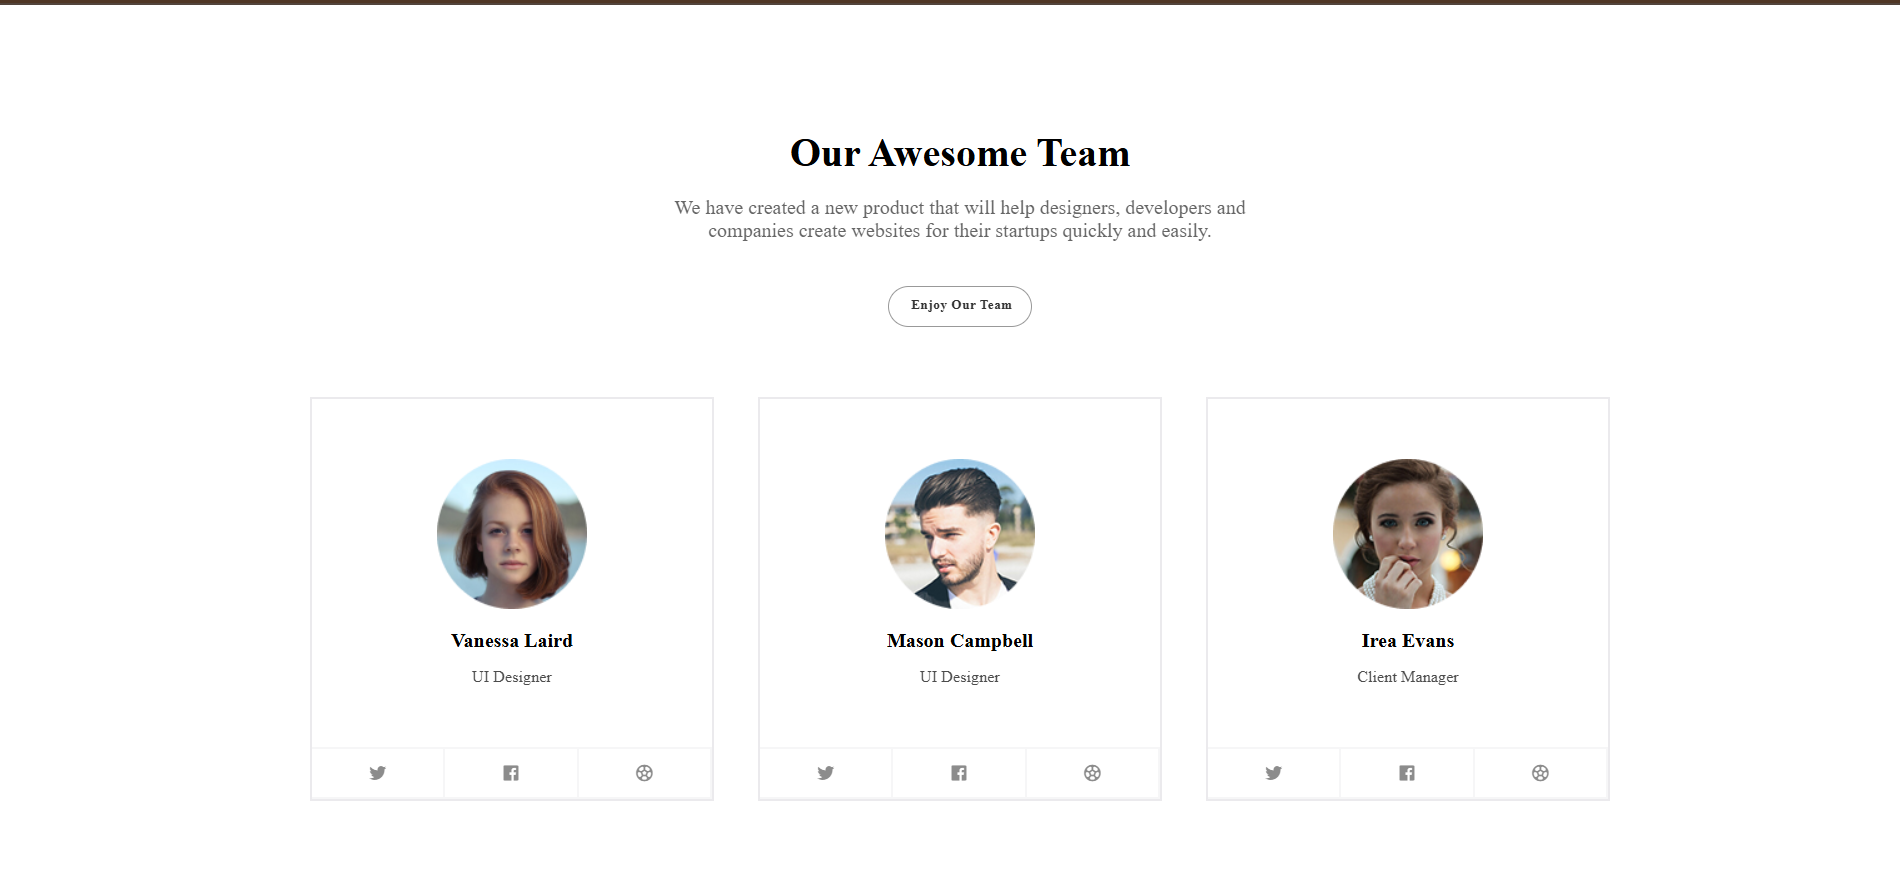 Our Awesome Team
We have created a new product that will help designers, developers and
companies create websites for their startups quickly and easily.
Enjoy Our Team
Vanessa Laird
UI Designer
Mason Campbell
UI Designer
Irea Evans
Client Manager